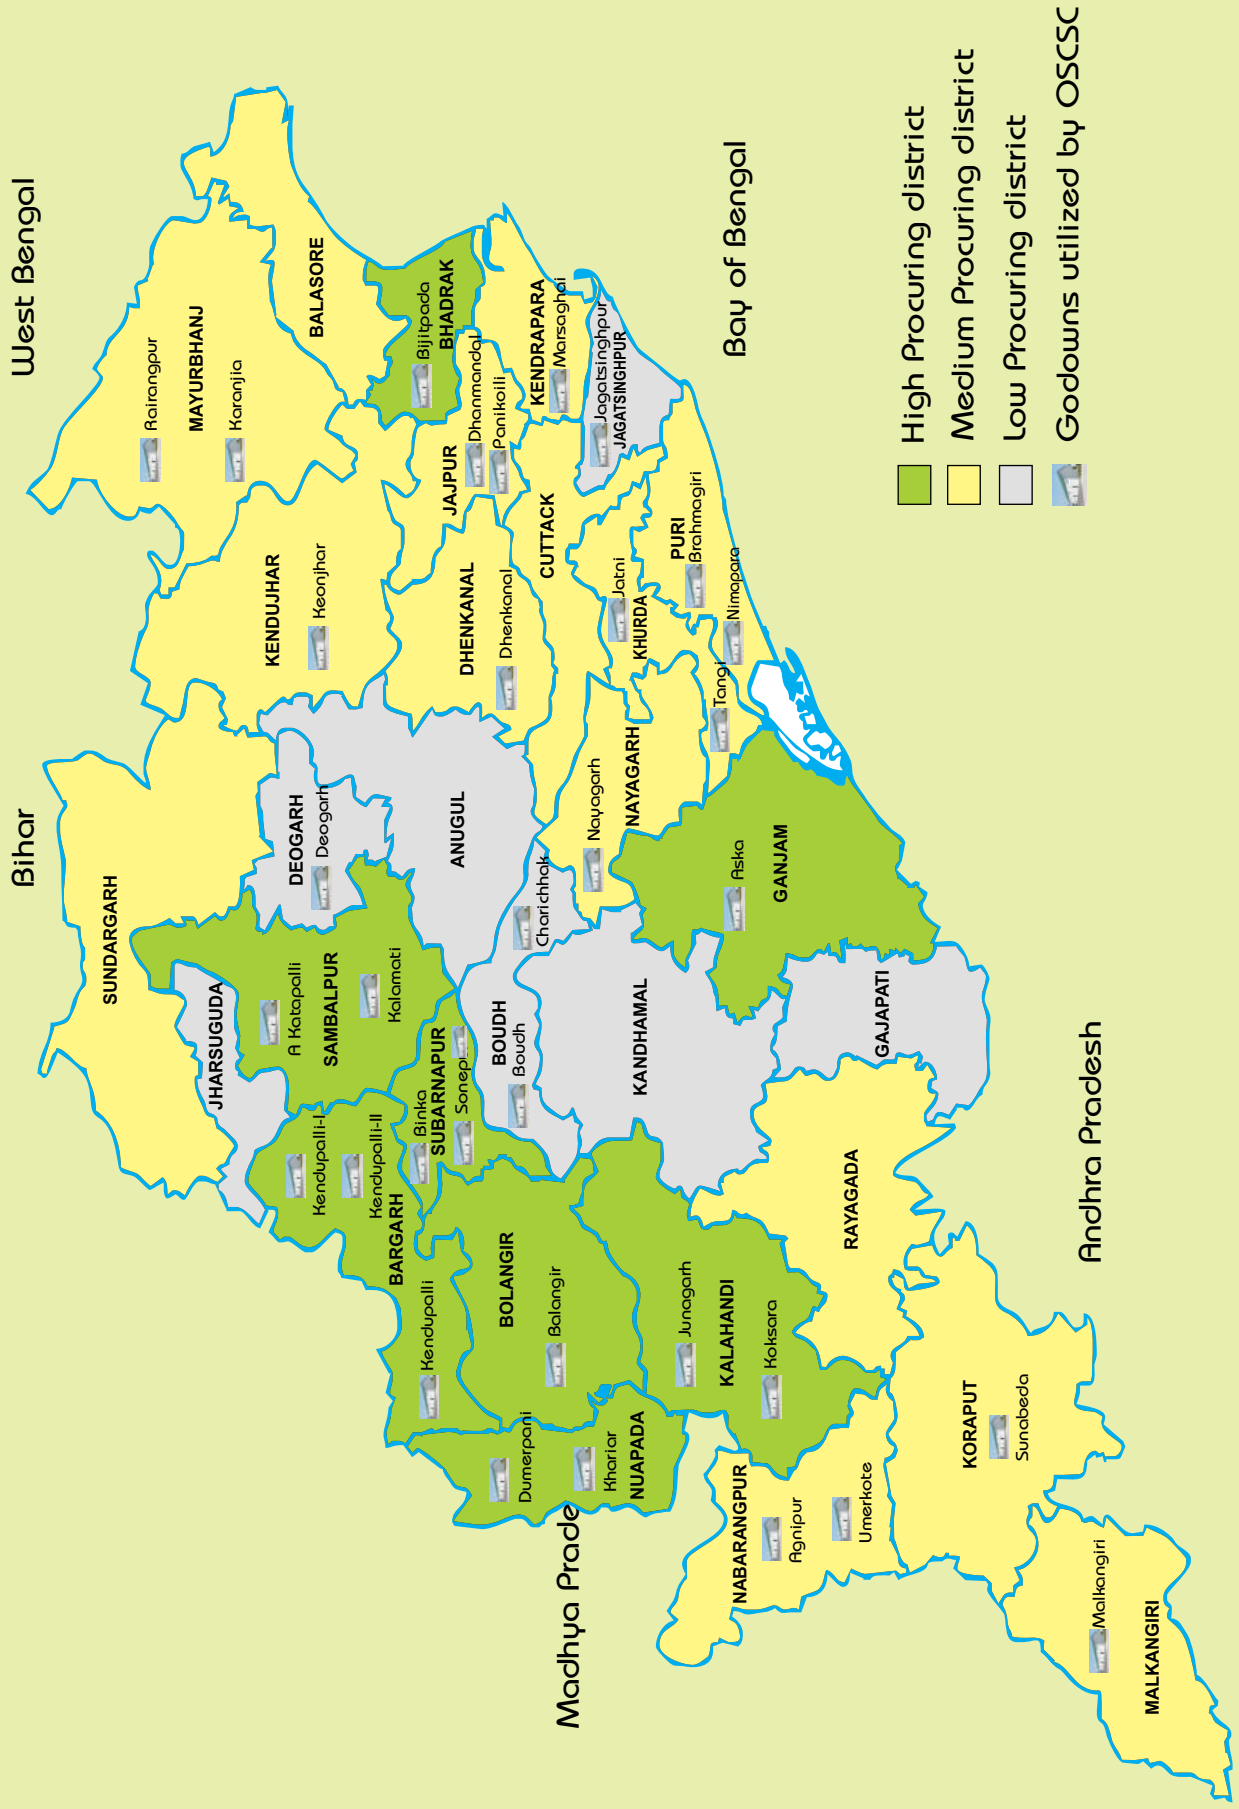 West Bengal
Bihar
Rairangpur
MAYURBHANJ
Karanjia
BALASORE
SUNDARGARH
KENDUJHAR
Keonjhar
DEOGARH
Deogarh
JHARSUGUDA
A Katapalli
SAMBALPUR
Kalamati
Kendupalli-I
Kendupalli-II
BARGARH
Kendupalli
Bijitpada
BHADRAK
JAJPUR
Dhanmandal
Panikoili
DHENKANAL
Dhenkanal
ANUGUL
Binka
SUBARNAPUR
BOUDH
Boudh
Charichhak
BOLANGIR
Balangir
Dumerpani
Khariar
NUAPADA
KENDRAPARA
Marsaghai
Jagatsinghpur
JAGATSINGHPUR
CUTTACK
Jatni
KHURDA
Nayagarh
NAYAGARH
PURI
Brahmagiri
Nimapara
Tangi
KANDHAMAL
Aska
GANJAM
GAJAPATI
Junagarh
KALAHANDI
Koksara
RAYAGADA
NABARANGPUR
Agnipur
Umerkote
KORAPUT
Sunabeda
Malkangiri
MALKANGIRI
Madhya Prade
Andhra Pradesh
Bay of Bengal
High Procuring district
Medium Procuring district
Low Procuring district
Godowns utilized by OSCSC